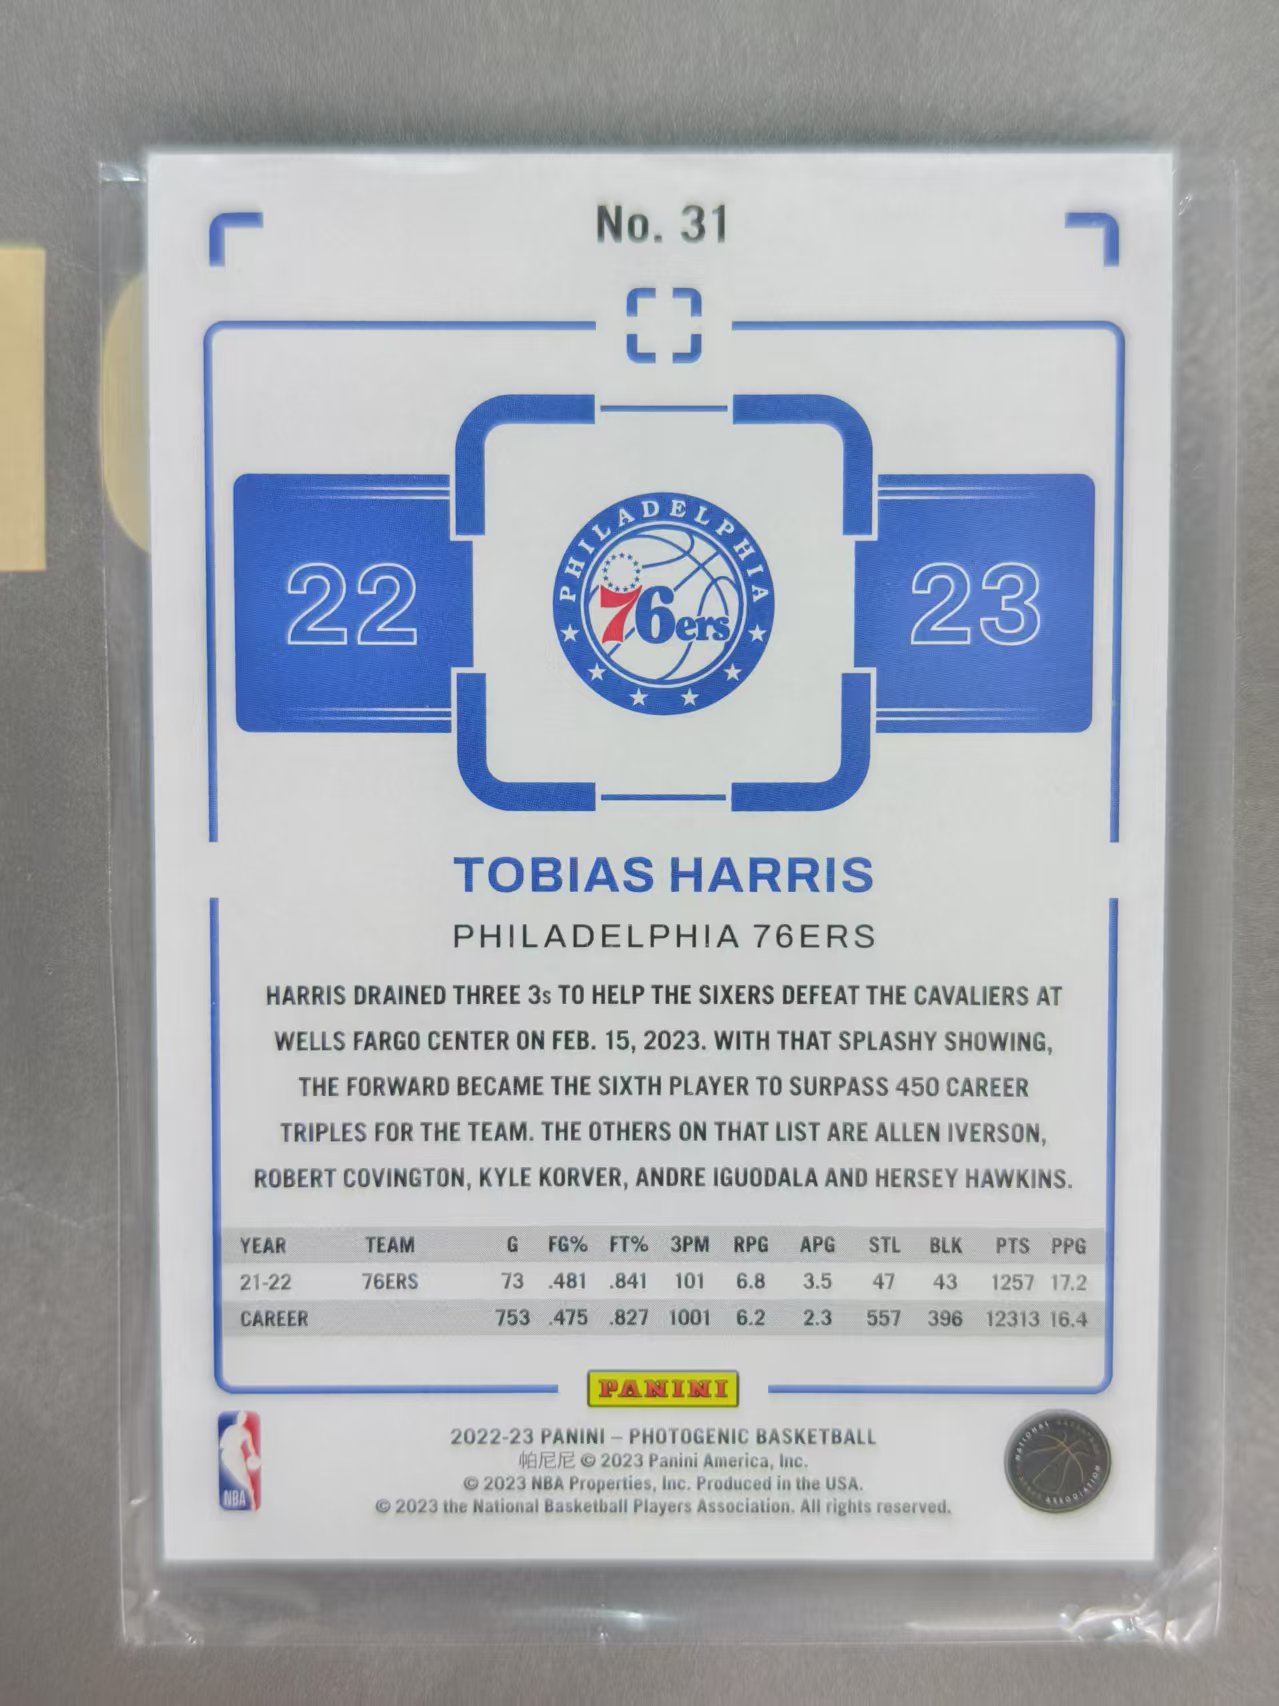 No. 31
PHILADELPHIA
76ers
22 23
TOBIAS HARRIS
PHILADELPHIA 76ERS
HARRIS DRAINED THREE 3s TO HELP THE SIXERS DEFEAT THE CAVALIERS AT
WELLS FARGO CENTER ON FEB. 15, 2023. WITH THAT SPLASHY SHOWING,
THE FORWARD BECAME THE SIXTH PLAYER TO SURPASS 450 CAREER
TRIPLES FOR THE TEAM. THE OTHERS ON THAT LIST ARE ALLEN IVERSON,
ROBERT COVINGTON, KYLE KORVER, ANDRE IGUODALA AND HERSEY HAWKINS.
YEAR TEAM G FG% FT% 3PM RPG APG STL BLK PTS PPG
21-22 76ERS 73 .481 .841 101 6.8 3.5 47 43 1257 17.2
CAREER 753 .475 .827 1001 6.2 2.3 557 396 12313 16.4
PANINI
2022-23 PANINI – PHOTOGENIC BASKETBALL
帕尼尼 © 2023 Panini America, Inc.
© 2023 NBA Properties, Inc. Produced in the USA.
© 2023 the National Basketball Players Association. All rights reserved.
NBA
NATIONAL ASSOCIATION